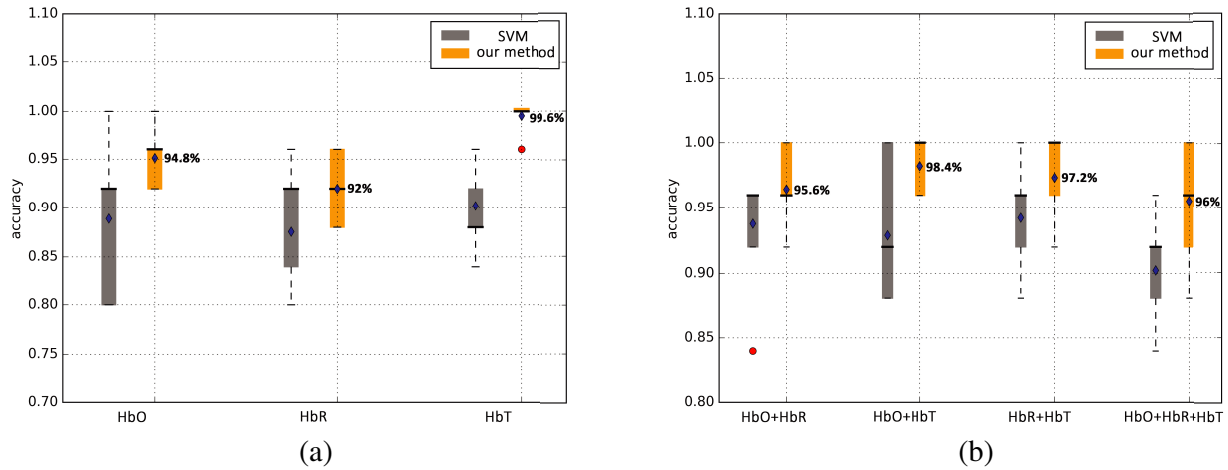 1.10
1.05
1.00
0.95
0.90
0.85
0.80
0.75
0.70
accuracy
SVM
our method
94.8%
92%
99.6%
HbO
HbR
HbT
(a)
1.10
1.05
1.00
0.95
0.90
0.85
0.80
accuracy
SVM
our method
95.6%
98.4%
97.2%
96%
HbO+HbR
HbO+HbT
HbR+HbT
HbO+HbR+HbT
(b)